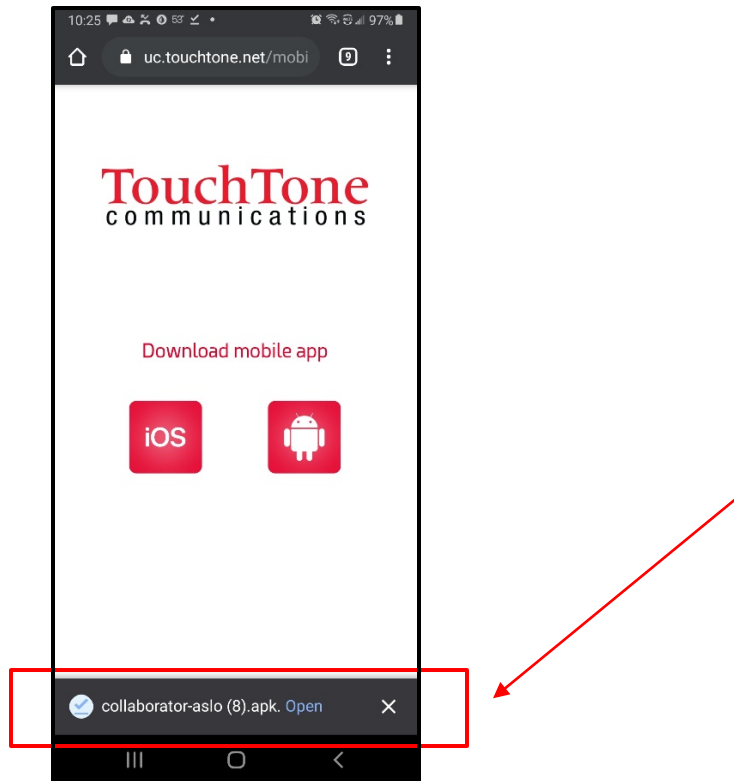 10:25 53° 97%
uc.touchtone.net/mobi 9
TouchTone
communications
Download mobile app
iOS
collaborator-aslo (8).apk. Open